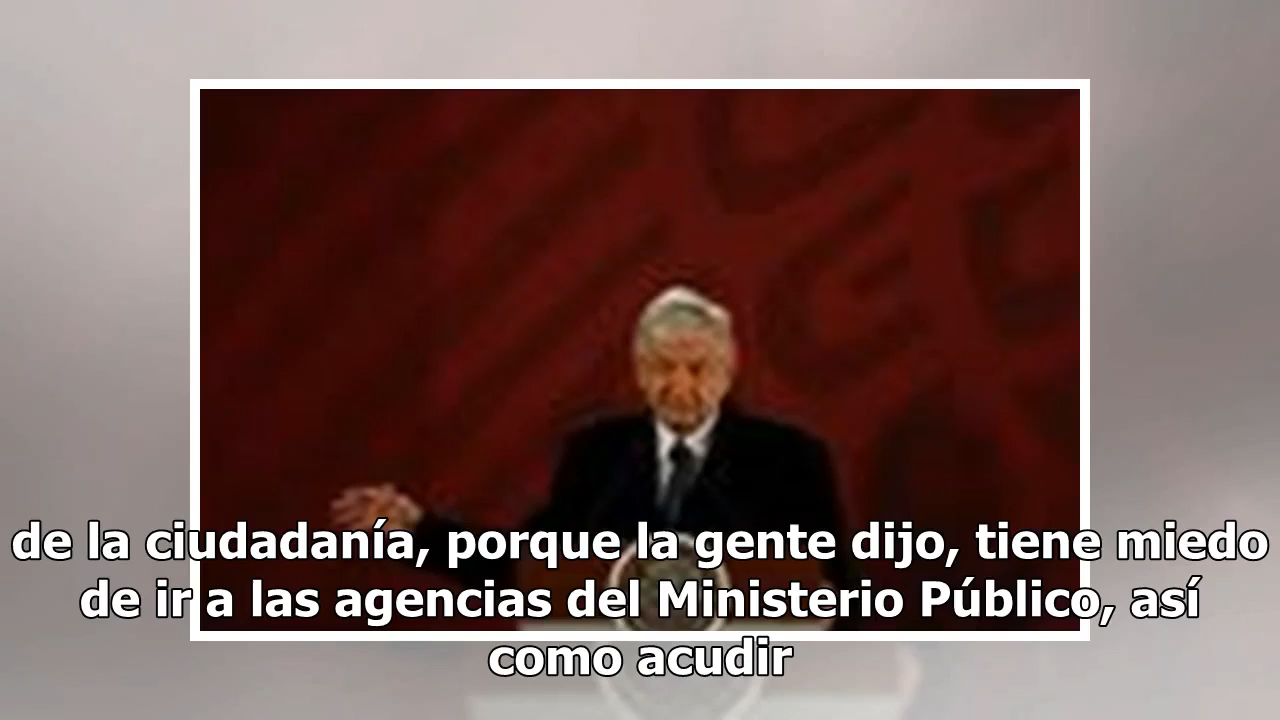 de la ciudadanía, porque la gente dijo, tiene miedo
de ir a las agencias del Ministerio Público, así
como acudir